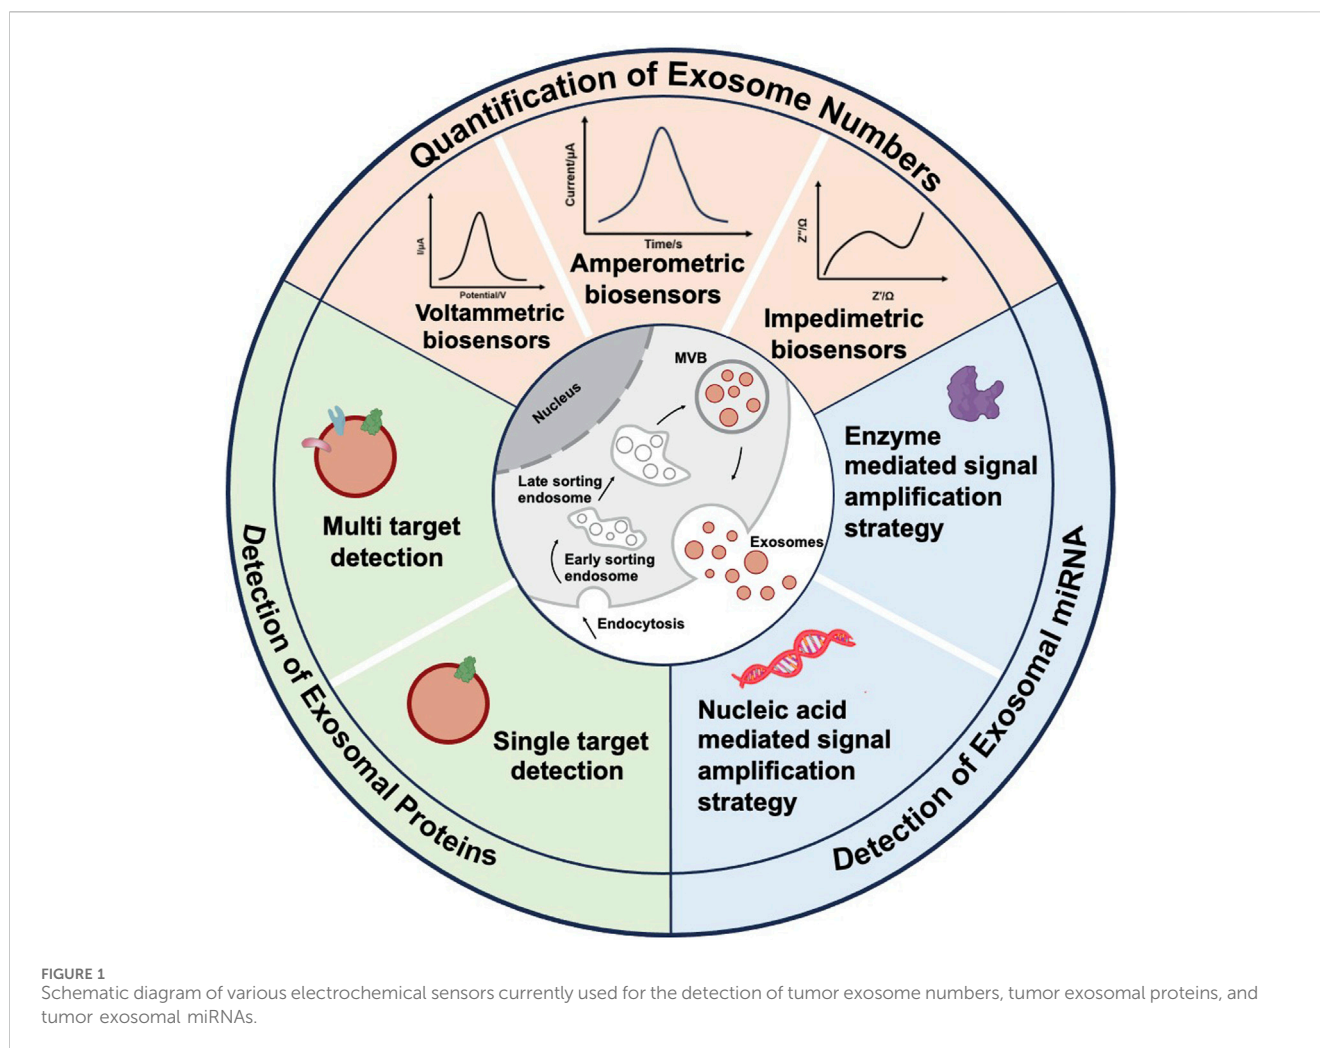 Quantification of Exosome Numbers
Current/µA
Time/s
Amperometric
biosensors
I/µA
Potential/V
Voltammetric
biosensors
Z''/Ω
Z'/Ω
Impedimetric
biosensors
Nucleus
MVB
Late sorting
endosome
Early sorting
endosome
Exosomes
Endocytosis
Multi target
detection
Single target
detection
Detection of Exosomal Proteins
Enzyme
mediated signal
amplification
strategy
Nucleic acid
mediated signal
amplification
strategy
Detection of Exosomal miRNA
FIGURE 1
Schematic diagram of various electrochemical sensors currently used for the detection of tumor exosome numbers, tumor exosomal proteins, and
tumor exosomal miRNAs.